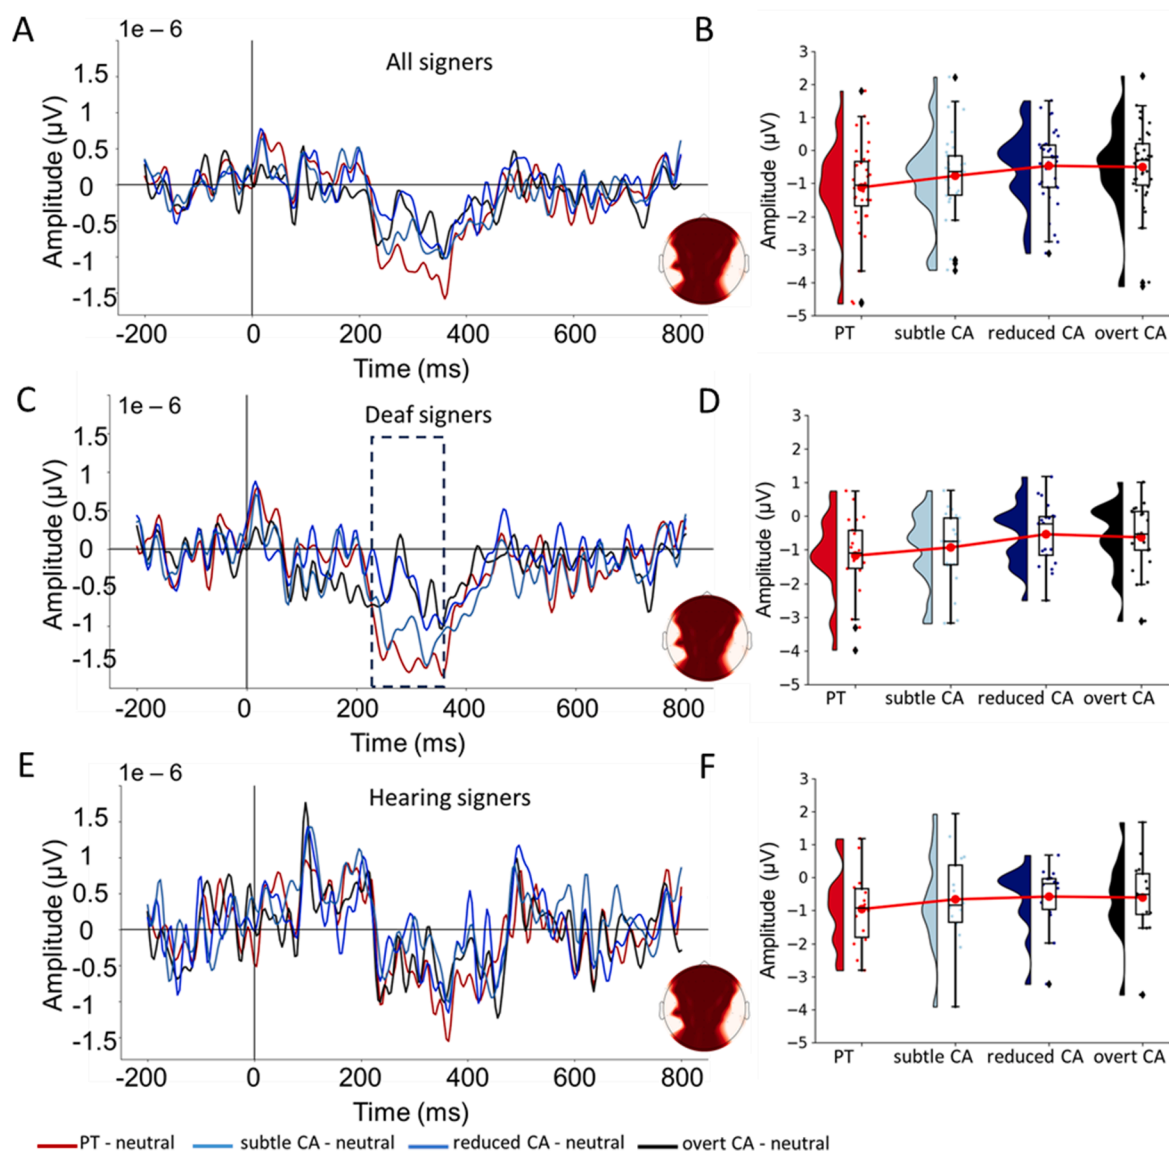 A
1e – 6
All signers
1.5
1
0.5
0
-0.5
-1
-1.5
Amplitude (µV)
-200 0 200 400 600 800
Time (ms)
B
3
2
1
0
−1
−2
−3
−4
−5
Amplitude (µV)
PT subtle CA reduced CA overt CA
C
1e – 6
Deaf signers
1.5
1
0.5
0
-0.5
-1
-1.5
Amplitude (µV)
-200 0 200 400 600 800
Time (ms)
D
3
2
1
0
−1
−2
−3
−4
−5
Amplitude (µV)
PT subtle CA reduced CA overt CA
E
1e – 6
Hearing signers
1.5
1
0.5
0
-0.5
-1
-1.5
Amplitude (µV)
-200 0 200 400 600 800
Time (ms)
F
3
2
1
0
−1
−2
−3
−4
−5
Amplitude (µV)
PT subtle CA reduced CA overt CA
PT - neutral subtle CA - neutral reduced CA - neutral overt CA - neutral